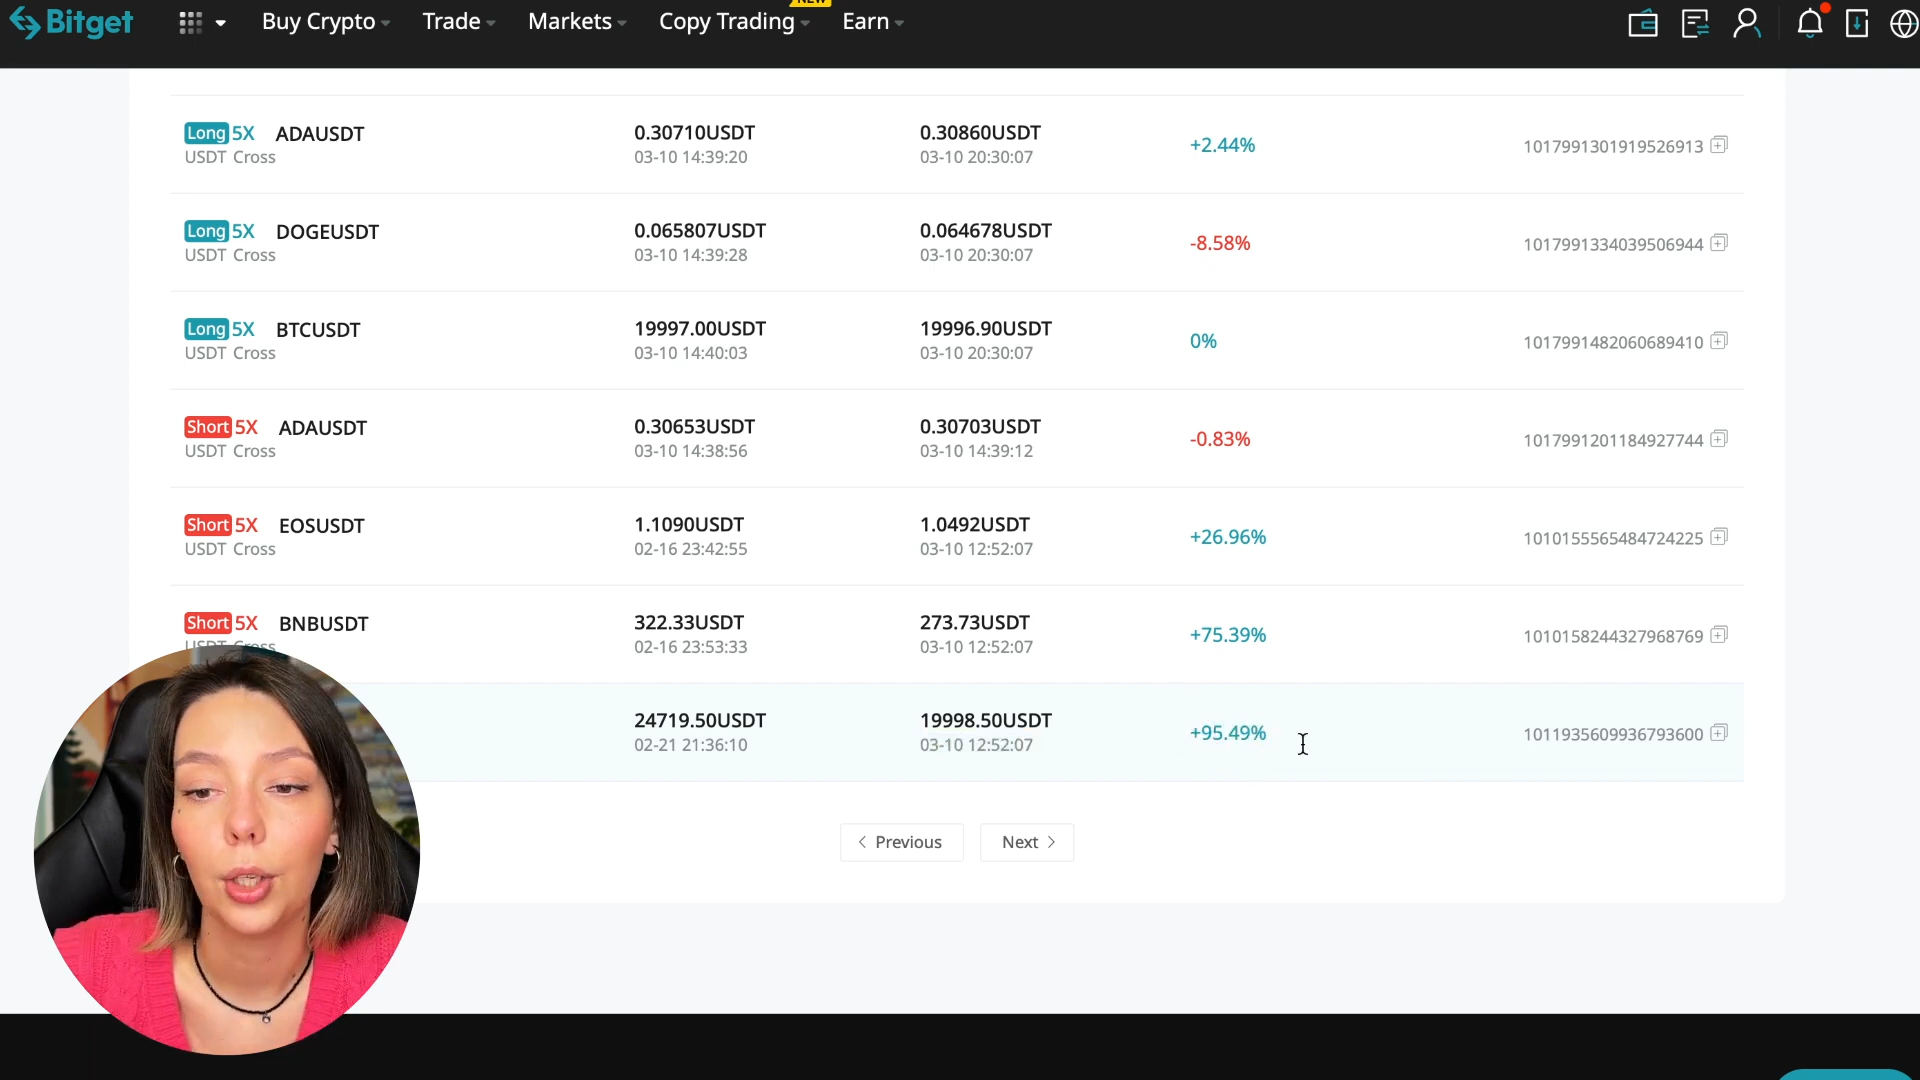 Bitget
Buy Crypto
Trade
Markets
Copy Trading
NEW
Earn
Long 5X ADAUSDT 0.30710USDT 0.30860USDT +2.44% 1017991301919526913
USDT Cross 03-10 14:39:20 03-10 20:30:07
Long 5X DOGEUSDT 0.065807USDT 0.064678USDT -8.58% 1017991334039506944
USDT Cross 03-10 14:39:28 03-10 20:30:07
Long 5X BTCUSDT 19997.00USDT 19996.90USDT 0% 1017991482060689410
USDT Cross 03-10 14:40:03 03-10 20:30:07
Short 5X ADAUSDT 0.30653USDT 0.30703USDT -0.83% 1017991201184927744
USDT Cross 03-10 14:38:56 03-10 14:39:12
Short 5X EOSUSDT 1.1090USDT 1.0492USDT +26.96% 1010155565484724225
USDT Cross 02-16 23:42:55 03-10 12:52:07
Short 5X BNBUSDT 322.33USDT 273.73USDT +75.39% 1010158244327968769
USDT Cross 02-16 23:53:33 03-10 12:52:07
24719.50USDT 19998.50USDT +95.49% 1011935609936793600
02-21 21:36:10 03-10 12:52:07
Previous Next